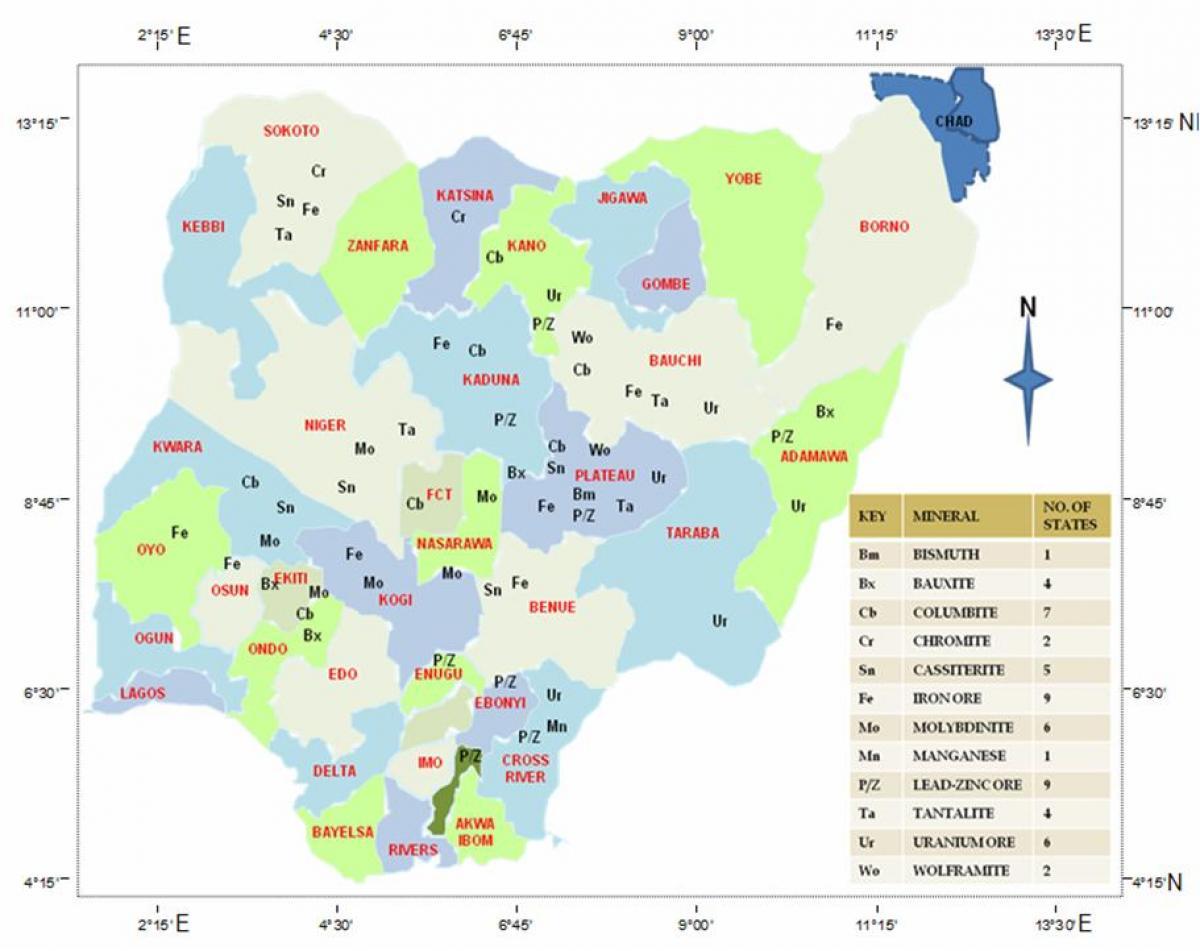 2°15' E 4°30' 6°45' 9°00' 11°15' 13°30' E
13°15' 13°15' N
CHAD
SOKOTO
Cr
Sn Fe
Ta
KEBBI
ZANFARA
KATSINA
Cr
KANO
Cb
Ur
P/Z
JIGAWA
GOMBE
YOBE
BORNO
Fe
11°00' 11°00'
N
Wo
Cb
BAUCHI
Fe Ta Ur
Fe Cb
KADUNA
P/Z
NIGER
Ta
Mo
Sn
Bx
P/Z
ADAMAWA
Ur
Cb Wo
Sn
PLATEAU
Ur
Bx
Bm
Fe Ta
P/Z
KWARA
Cb
Sn
Mo
8°45' 8°45'
FCT
Cb
Mo
NASARAWA
Mo
TARABA
Ur
OYO
Fe
Fe
OSUN
EKITI
Bx
Mo
Cb
Bx
Fe
Mo
KOGI
Sn Fe
BENUE
OGUN
ONDO
EDO
LAGOS
6°30' 6°30'
P/Z
ENUGU
P/Z
EBONYI
Ur
Mn
P/Z
CROSS
RIVER
DELTA
IMO
P/Z
BAYELSA
RIVERS
AKWA
IBOM
4°15' 4°15' N
2°15' E 4°30' 6°45' 9°00' 11°15' 13°30' E
KEY MINERAL NO. OF
STATES
Bm BISMUTH 1
Bx BAUXITE 4
Cb COLUMBITE 7
Cr CHROMITE 2
Sn CASSITERITE 5
Fe IRON ORE 9
Mo MOLYBDINITE 6
Mn MANGANESE 1
P/Z LEAD-ZINC ORE 9
Ta TANTALITE 4
Ur URANIUM ORE 6
Wo WOLFRAMITE 2